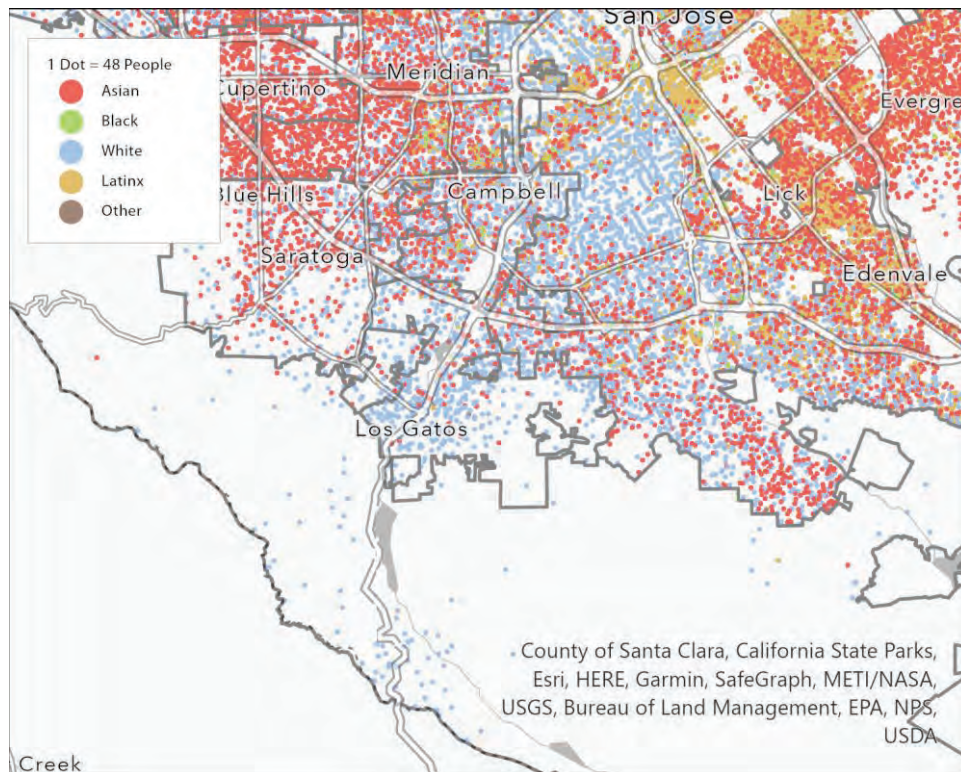 San Jose
1 Dot = 48 People
Asian
Black
White
Latinx
Other
Meridian
Cupertino
Evergre
Blue Hills
Campbell
Lick
Saratoga
Edenvale
Los Gatos
County of Santa Clara, California State Parks,
Esri, HERE, Garmin, SafeGraph, METI/NASA,
USGS, Bureau of Land Management, EPA, NPS,
USDA
Creek